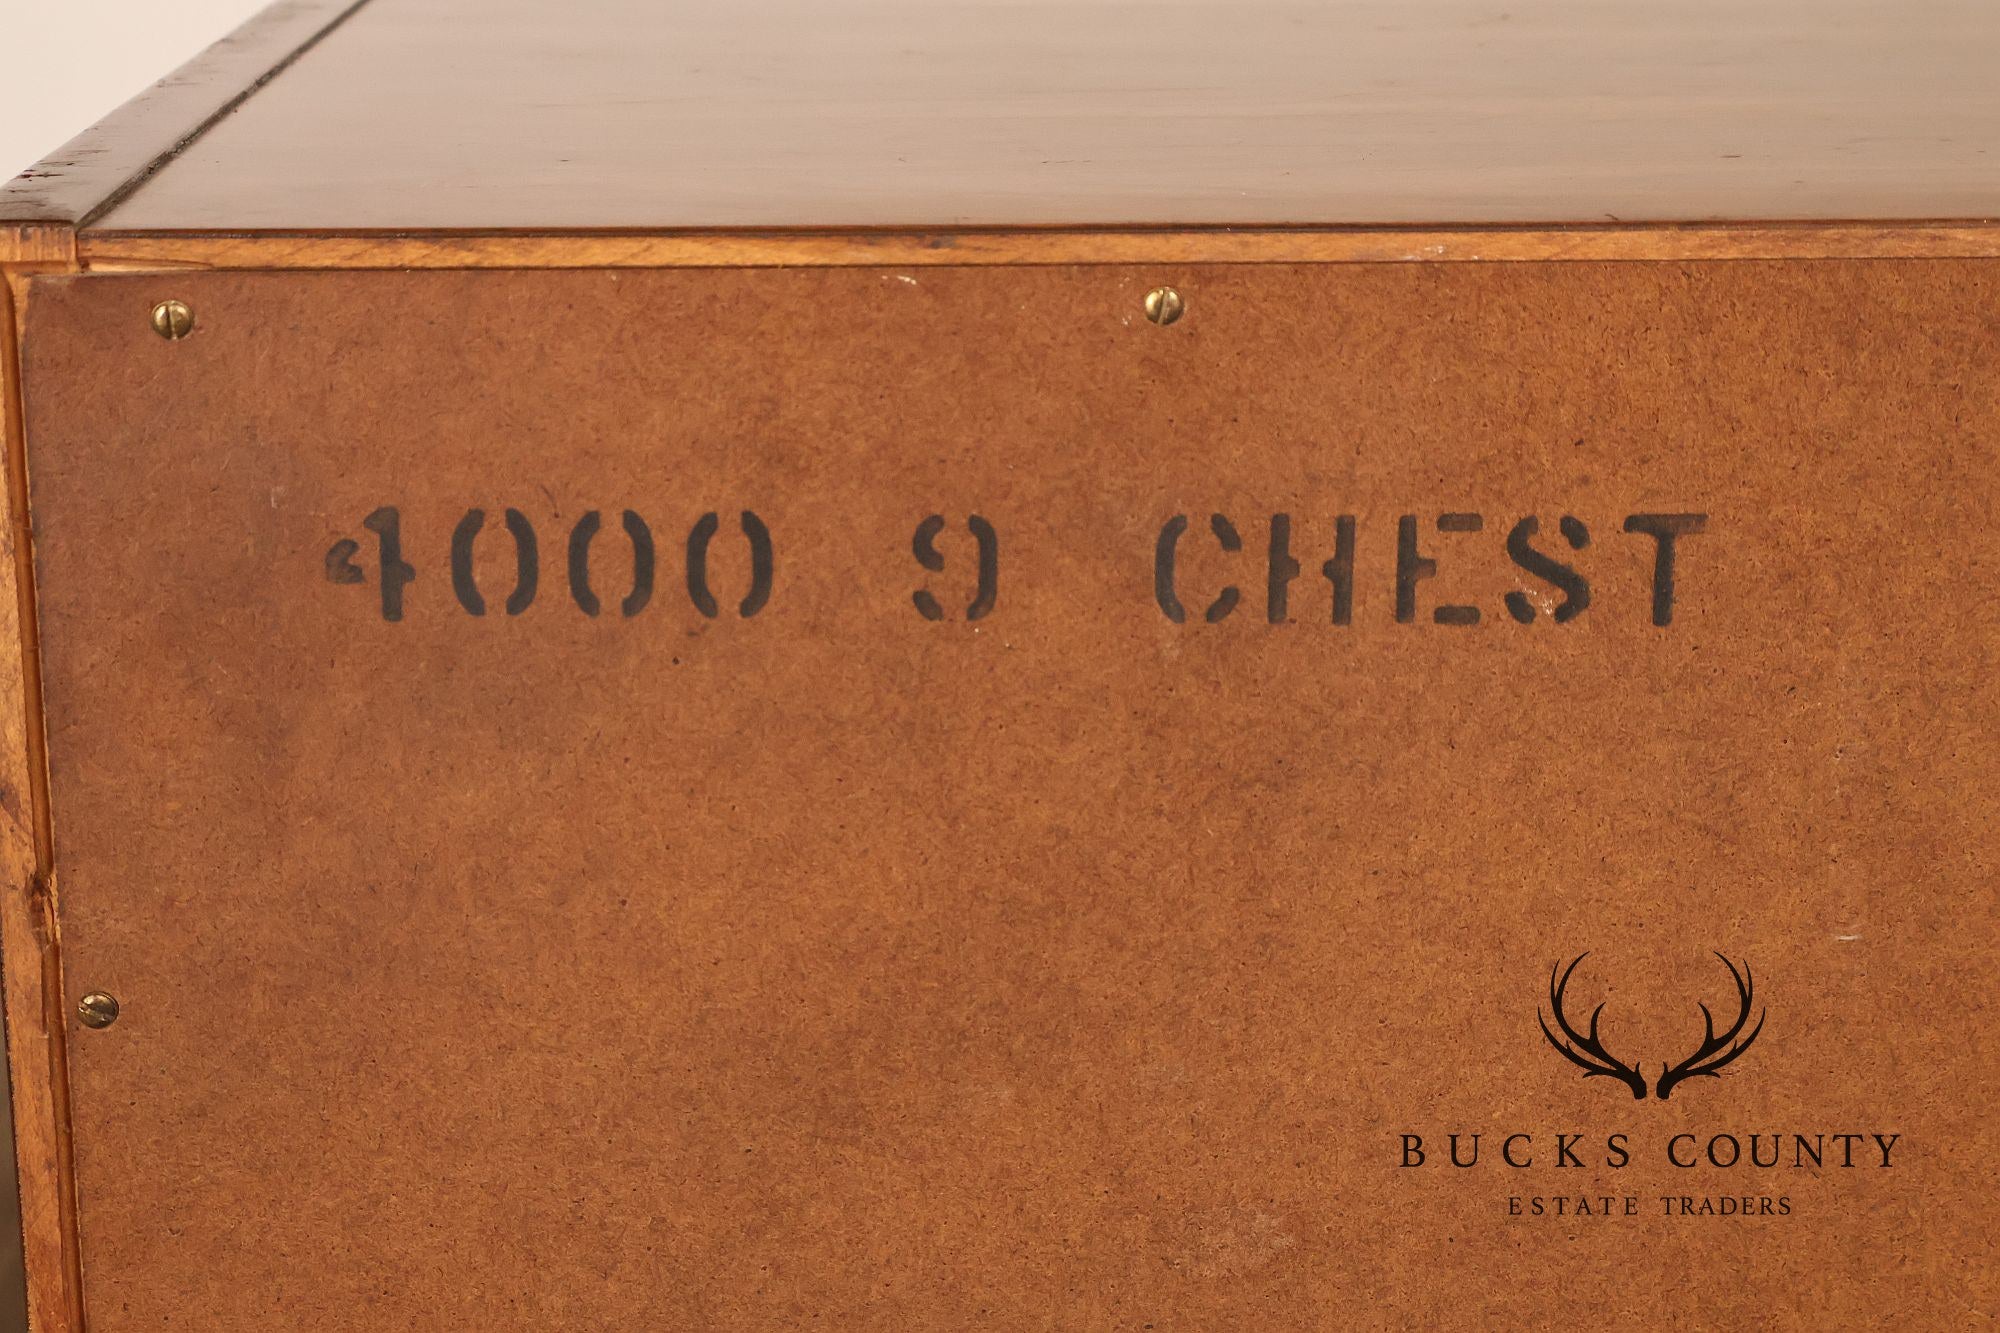 4000 9 CHEST
BUCKS COUNTY
ESTATE TRADERS